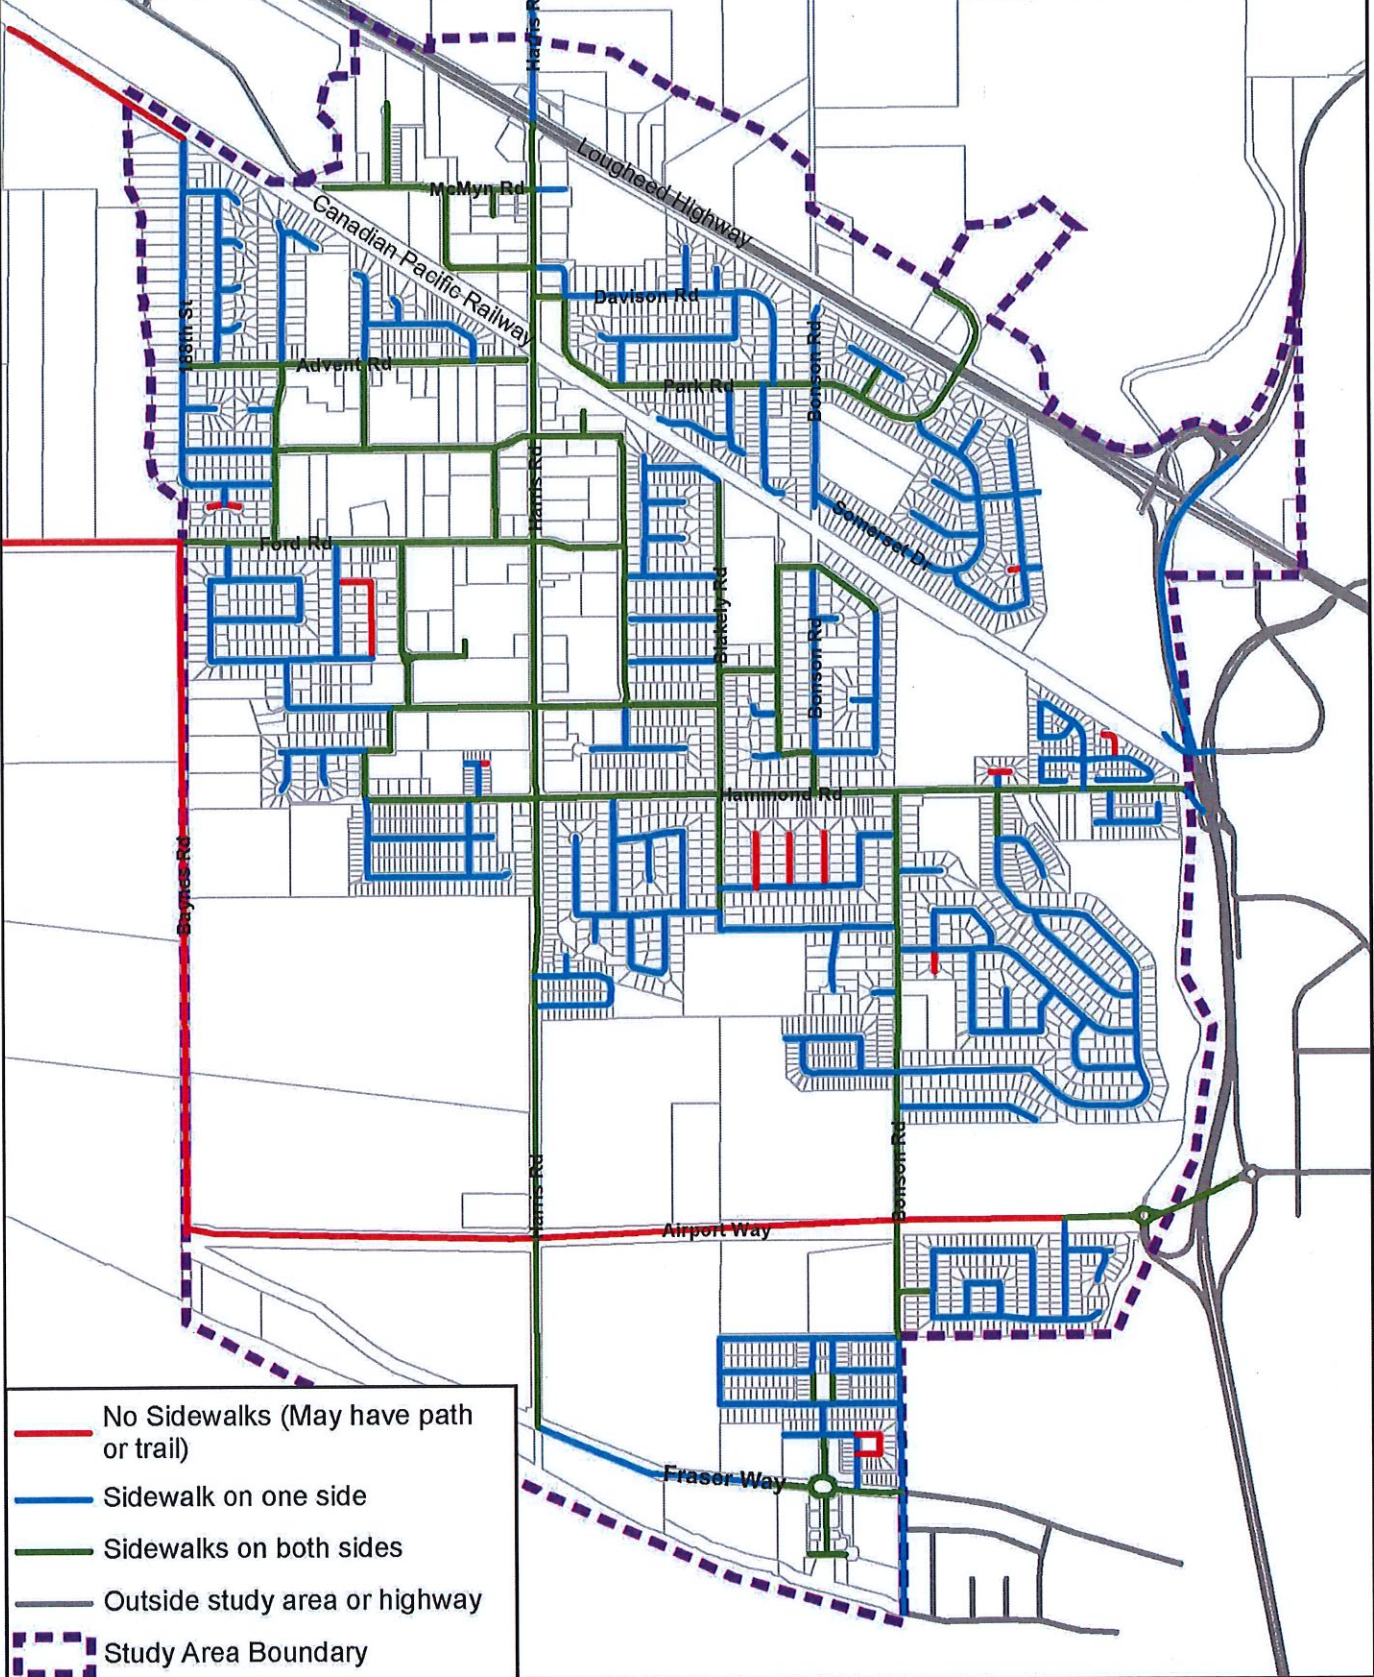 Harris R
McMyn Rd
Lougheed Highway
Canadian Pacific Railway
Davison Rd
188th St
Advent Rd
Park Rd
Bonson Rd
Harris Rd
Somerset Dr
Ford Rd
Blakely Rd
Bonson Rd
Hammond Rd
Baynes Rd
Harris Rd
Bonson Rd
Airport Way
Fraser Way
No Sidewalks (May have path
or trail)
Sidewalk on one side
Sidewalks on both sides
Outside study area or highway
Study Area Boundary